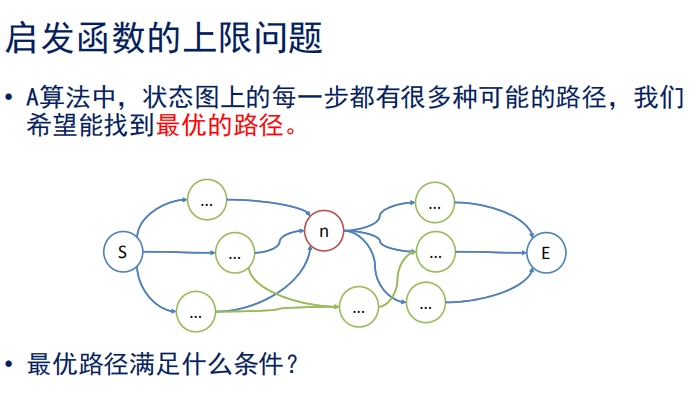 启发函数的上限问题
• A算法中，状态图上的每一步都有很多种可能的路径，我们
希望能找到最优的路径。
... ...
S ... n ... E
... ... ...
• 最优路径满足什么条件？